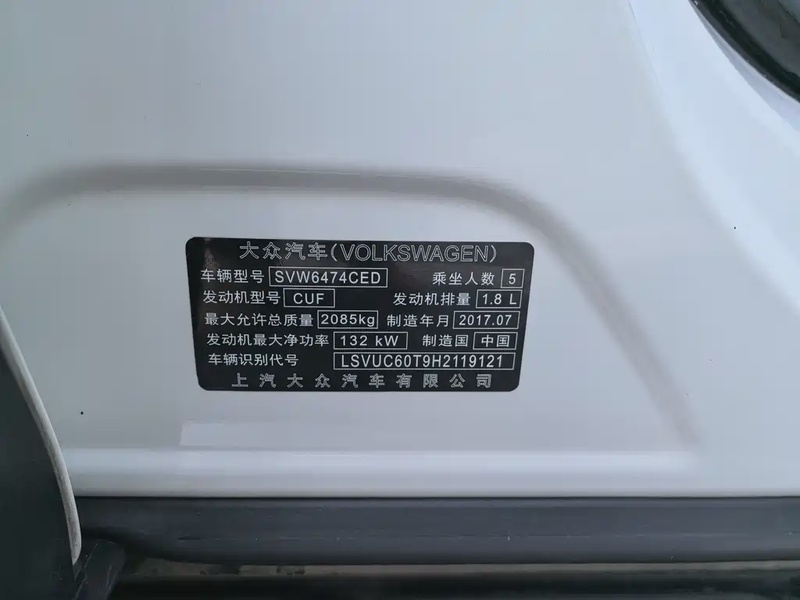 大众汽车(VOLKSWAGEN)
车辆型号 SVW6474CED 乘坐人数 5
发动机型号 CUF 发动机排量 1.8 L
最大允许总质量 2085kg 制造年月 2017.07
发动机最大净功率 132 kW 制造国 中国
车辆识别代号 LSVUC60T9H2119121
上汽大众汽车有限公司